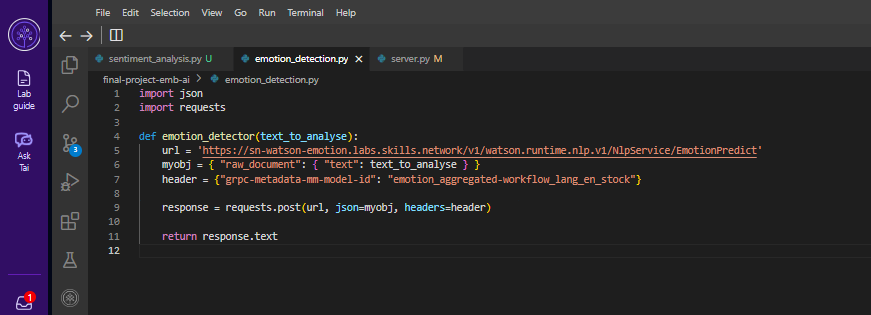 File Edit Selection View Go Run Terminal Help
sentiment_analysis.py U emotion_detection.py server.py M
final-project-emb-ai > emotion_detection.py
Lab
guide
Ask
Tai
3
1
1 import json
2 import requests
3
4 def emotion_detector(text_to_analyse):
5 url = 'https://sn-watson-emotion.labs.skills.network/v1/watson.runtime.nlp.v1/NlpService/EmotionPredict'
6 myobj = { "raw_document": { "text": text_to_analyse } }
7 header = {"grpc-metadata-mm-model-id": "emotion_aggregated-workflow_lang_en_stock"}
8
9 response = requests.post(url, json=myobj, headers=header)
10
11 return response.text
12